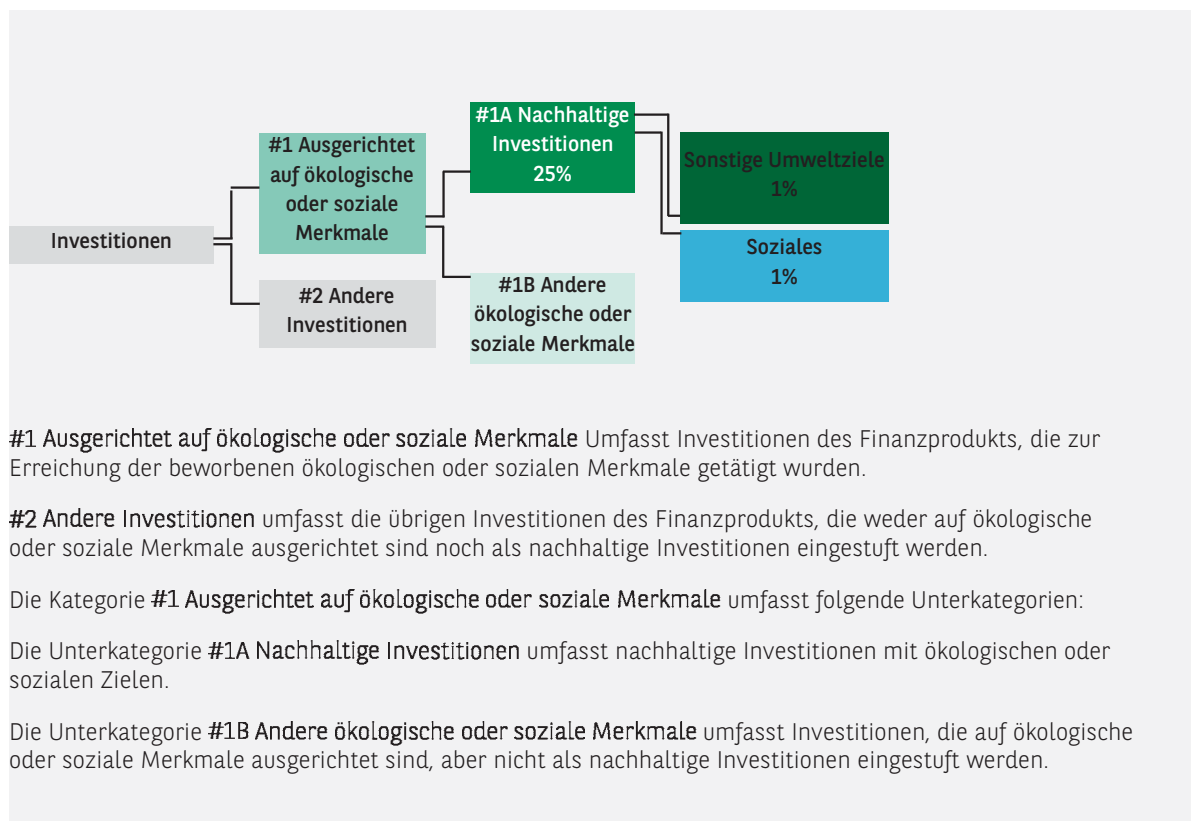 #1A Nachhaltige
Investitionen
25%
#1 Ausgerichtet
auf ökologische
oder soziale
Merkmale
Sonstige Umweltziele
1%
Investitionen
Soziales
1%
#2 Andere
Investitionen
#1B Andere
ökologische oder
soziale Merkmale
#1 Ausgerichtet auf ökologische oder soziale Merkmale Umfasst Investitionen des Finanzprodukts, die zur
Erreichung der beworbenen ökologischen oder sozialen Merkmale getätigt wurden.
#2 Andere Investitionen umfasst die übrigen Investitionen des Finanzprodukts, die weder auf ökologische
oder soziale Merkmale ausgerichtet sind noch als nachhaltige Investitionen eingestuft werden.
Die Kategorie #1 Ausgerichtet auf ökologische oder soziale Merkmale umfasst folgende Unterkategorien:
Die Unterkategorie #1A Nachhaltige Investitionen umfasst nachhaltige Investitionen mit ökologischen oder
sozialen Zielen.
Die Unterkategorie #1B Andere ökologische oder soziale Merkmale umfasst Investitionen, die auf ökologische
oder soziale Merkmale ausgerichtet sind, aber nicht als nachhaltige Investitionen eingestuft werden.